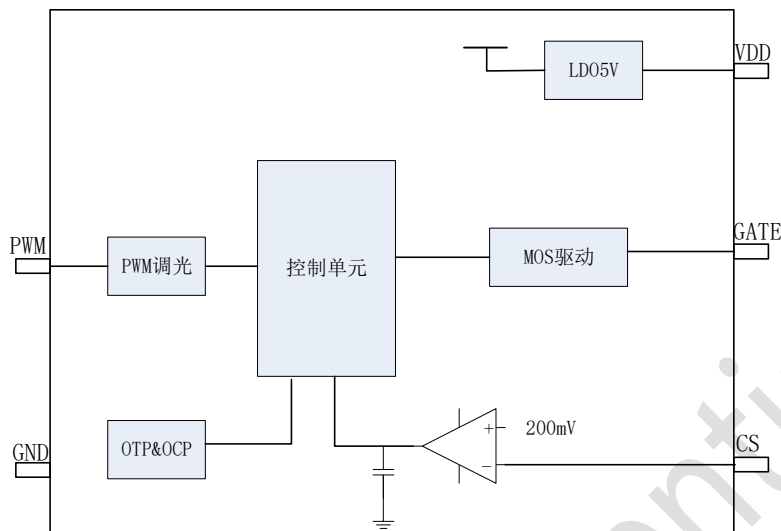 VDD
LDO5V
PWM
PWM调光
控制单元
MOS驱动
GATE
GND
OTP&OCP
+
200mV
-
CS